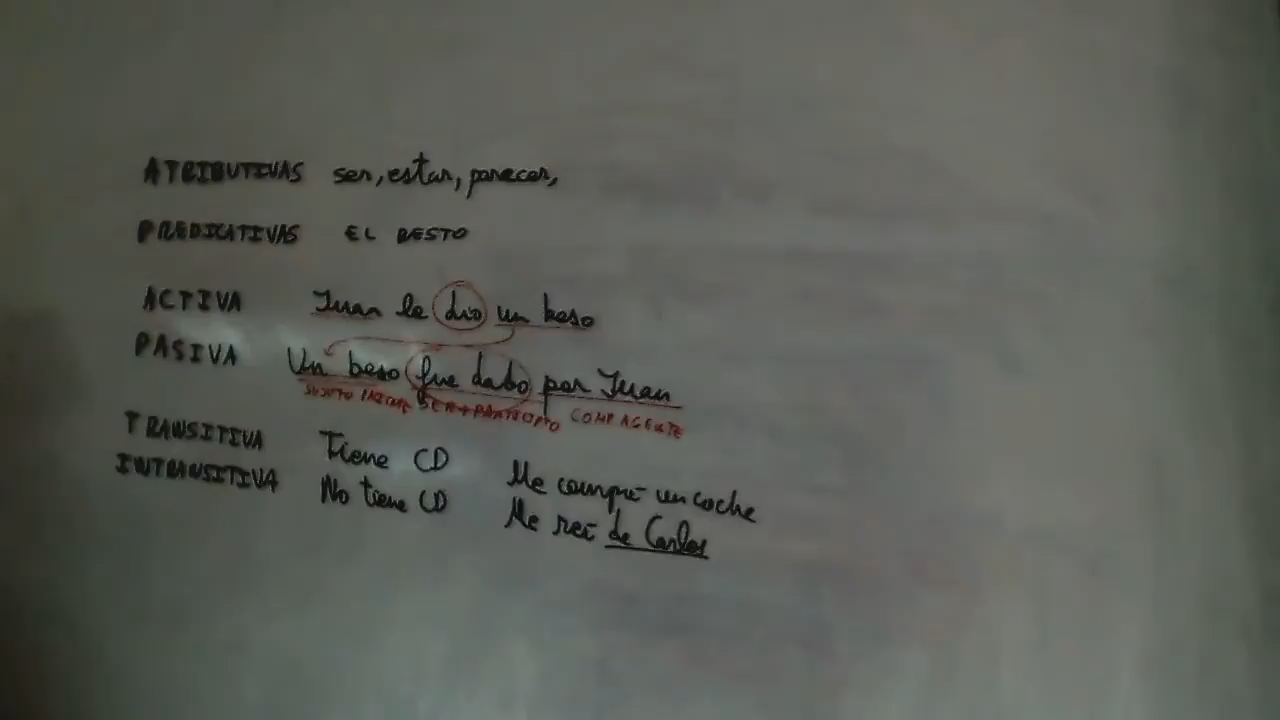 ATRIBUTIVAS ser, estar, parecer,
PREDICATIVAS EL RESTO
ACTIVA Juan le dio un beso
PASIVA Un beso fue dado por Juan
SUJETO PACIENTE SER + PARTICIPIO COMP AGENTE
TRANSITIVA Tiene CD Me compré un coche
INTRANSITIVA No tiene CD Me reí de Carlos